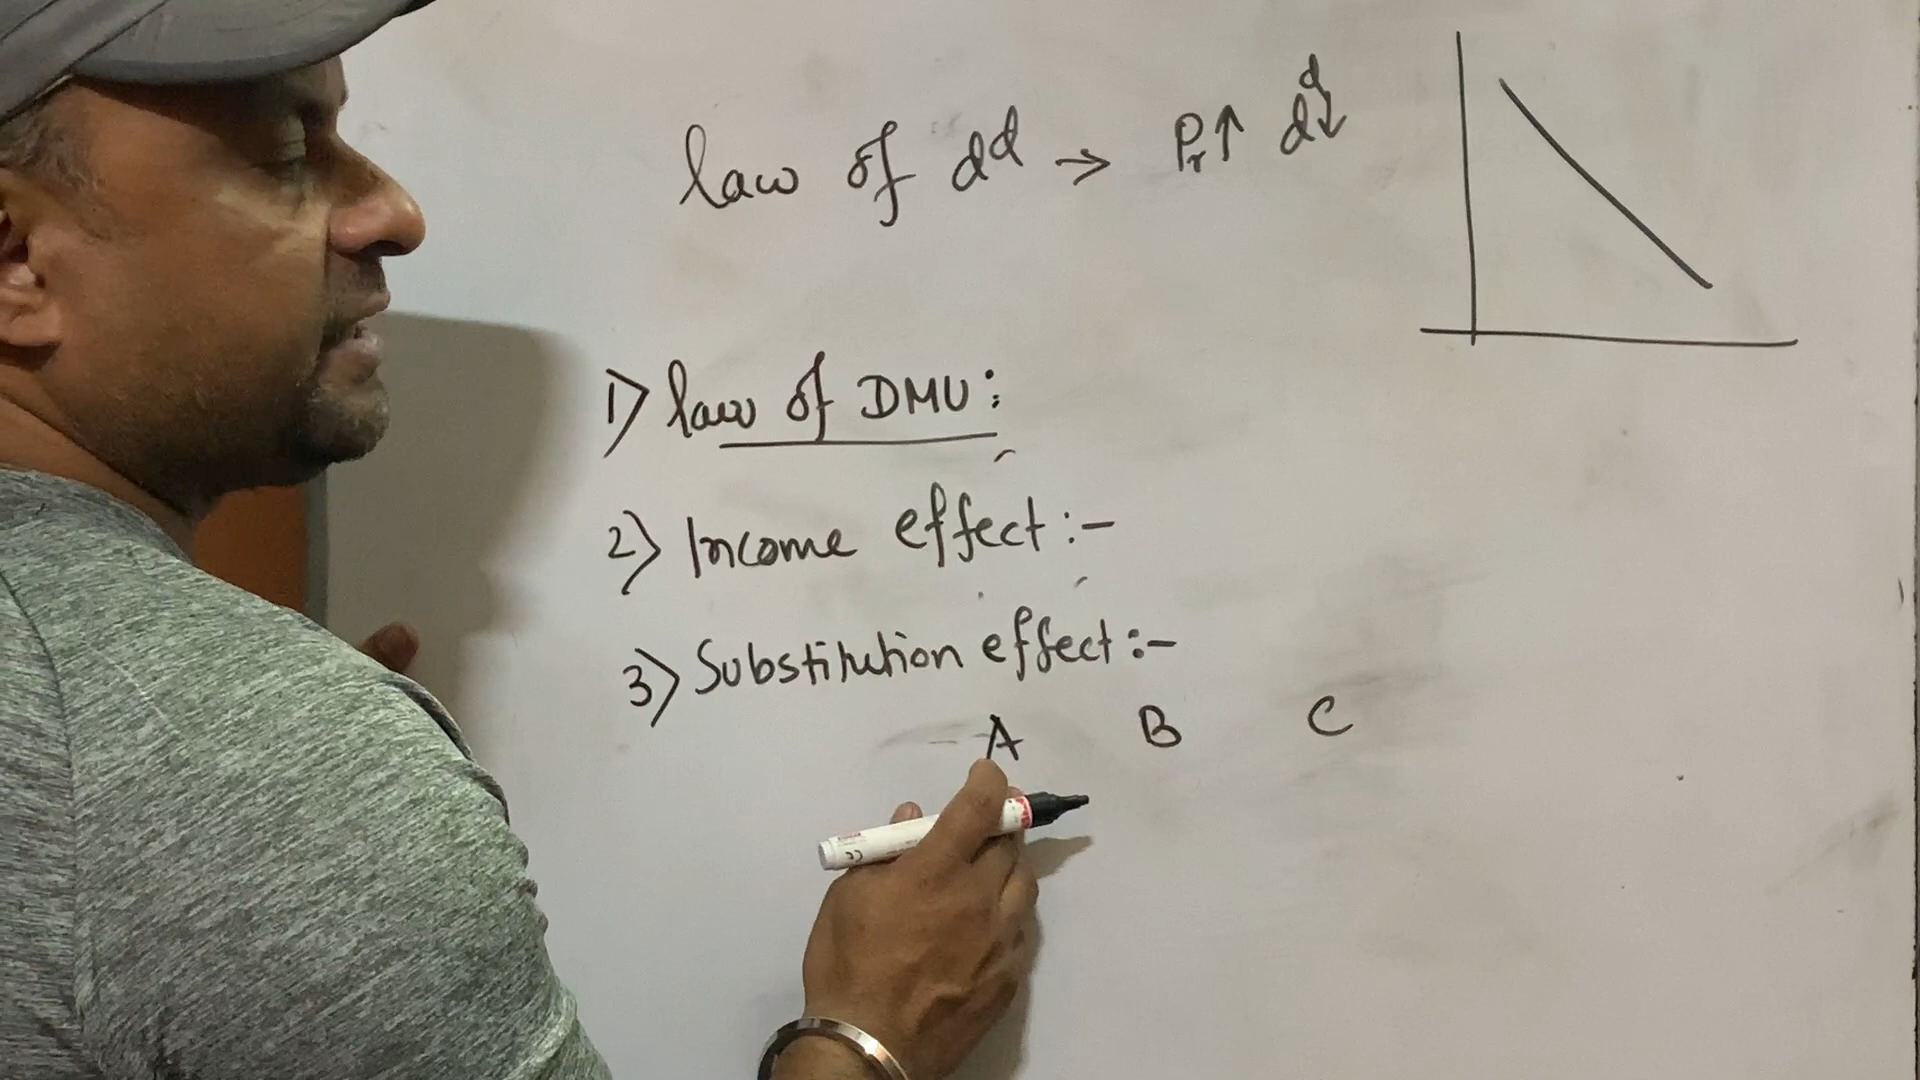 law of dd → Pr↑ dd↓
1) law of DMU:
2) Income effect:-
3) Substitution effect:-
A B C